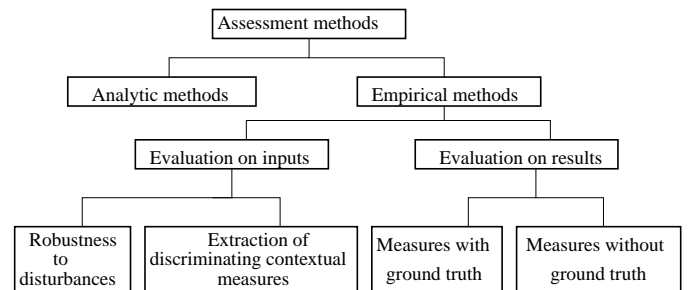 Assessment methods
Analytic methods
Empirical methods
Evaluation on inputs
Evaluation on results
Robustness
to
disturbances
Extraction of
discriminating contextual
measures
Measures with
ground truth
Measures without
ground truth